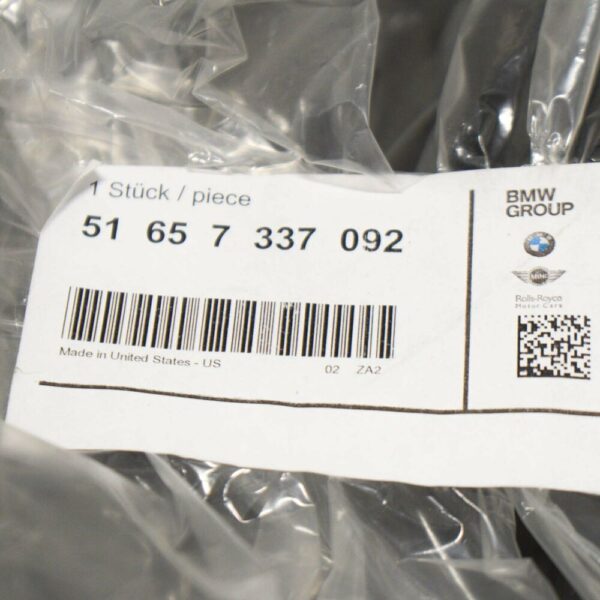 1 Stück / piece
51 65 7 337 092
Made in United States - US
02 ZA2
BMW
GROUP
MINI
Rolls-Royce
Motor Cars